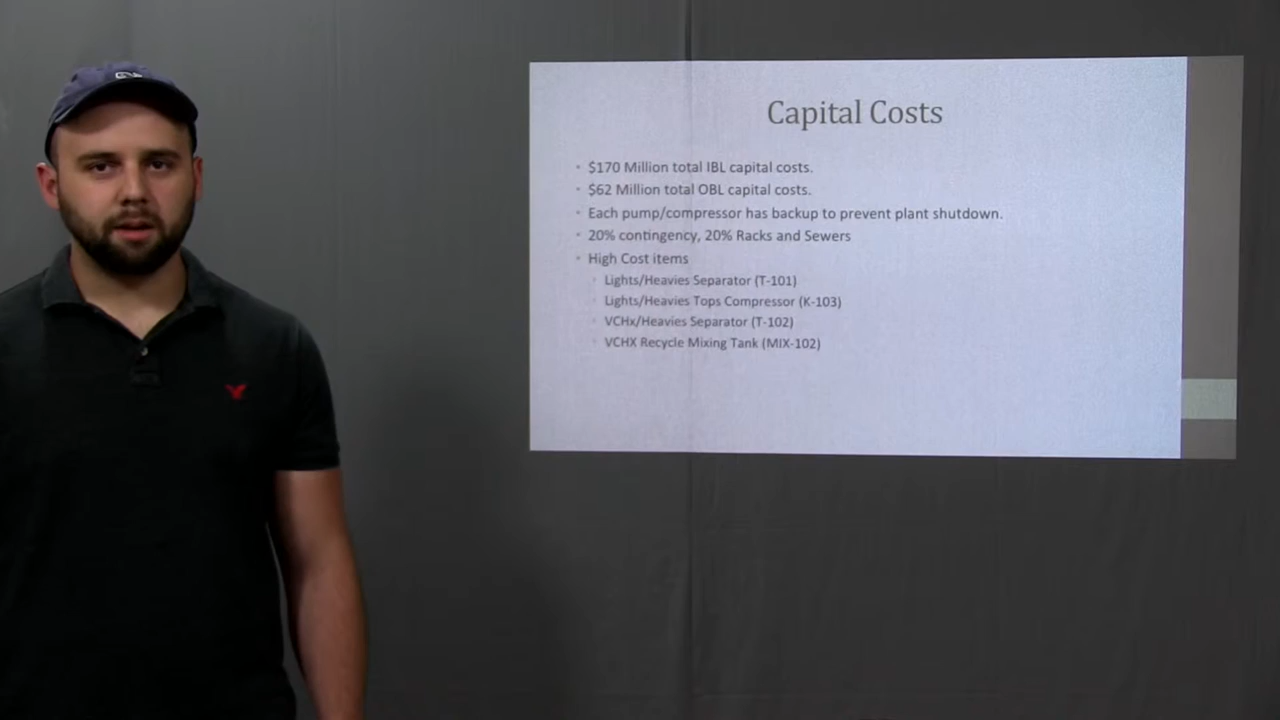 Capital Costs
$170 Million total IBL capital costs.
$62 Million total OBL capital costs.
Each pump/compressor has backup to prevent plant shutdown.
20% contingency, 20% Racks and Sewers
High Cost items
Lights/Heavies Separator (T-101)
Lights/Heavies Tops Compressor (K-103)
VCHx/Heavies Separator (T-102)
VCHX Recycle Mixing Tank (MIX-102)